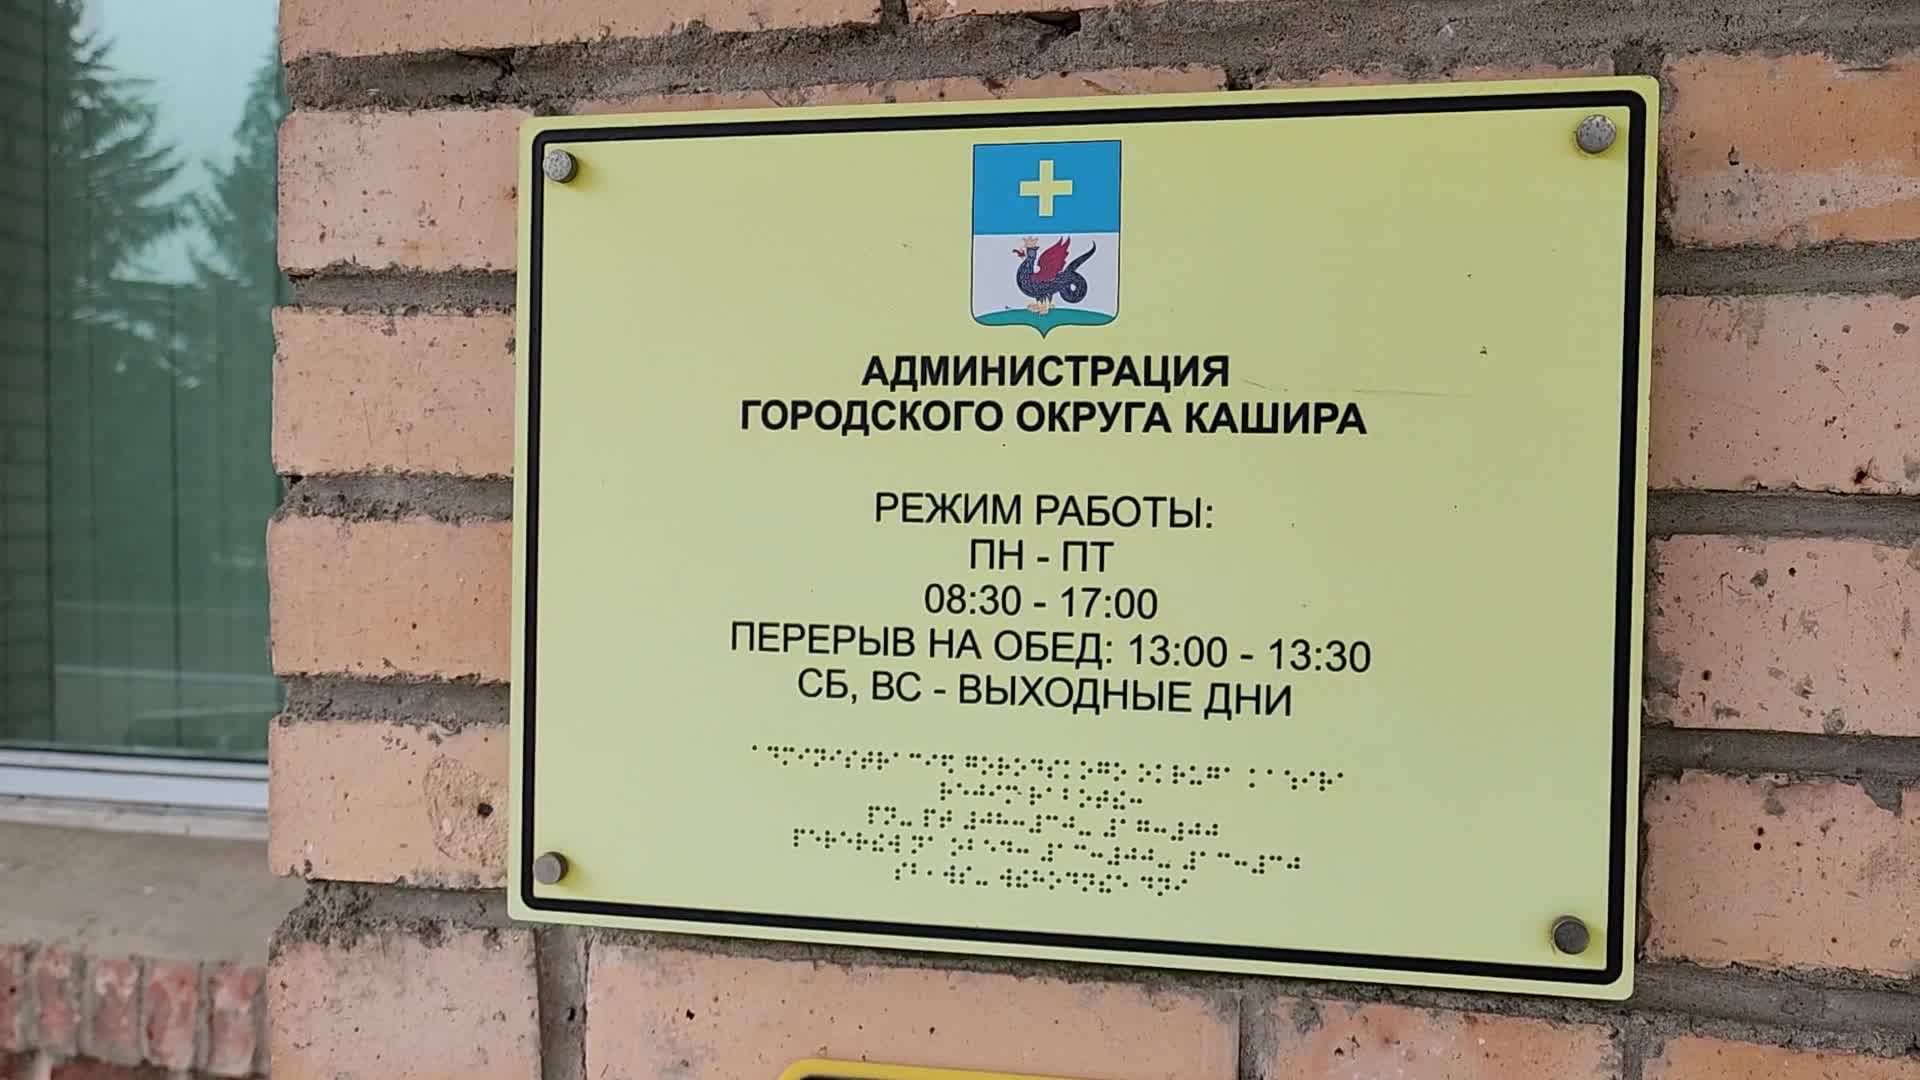 АДМИНИСТРАЦИЯ
ГОРОДСКОГО ОКРУГА КАШИРА
РЕЖИМ РАБОТЫ:
ПН - ПТ
08:30 - 17:00
ПЕРЕРЫВ НА ОБЕД: 13:00 - 13:30
СБ, ВС - ВЫХОДНЫЕ ДНИ